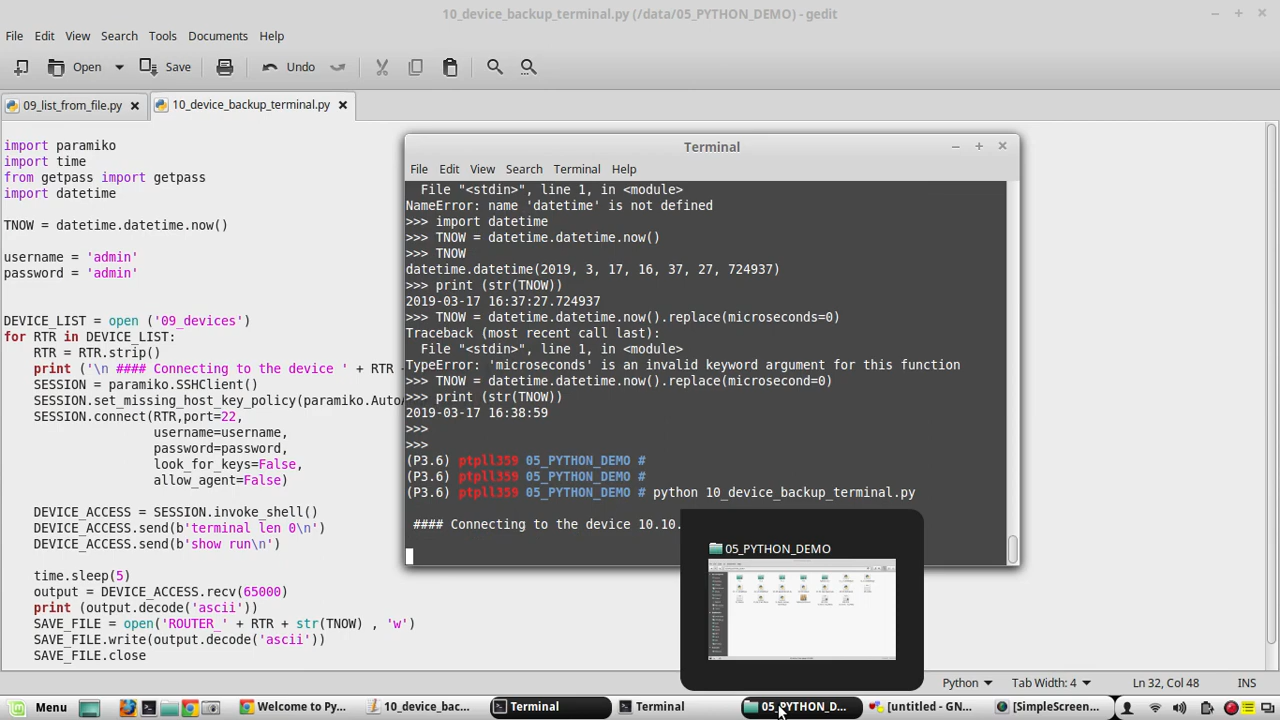 10_device_backup_terminal.py (/data/05_PYTHON_DEMO) - gedit
File Edit View Search Tools Documents Help
Open Save Undo
09_list_from_file.py 10_device_backup_terminal.py
import paramiko
import time
from getpass import getpass
import datetime
TNOW = datetime.datetime.now()
username = 'admin'
password = 'admin'
DEVICE_LIST = open ('09_devices')
for RTR in DEVICE_LIST:
RTR = RTR.strip()
print ('\n #### Connecting to the device ' + RTR
SESSION = paramiko.SSHClient()
SESSION.set_missing_host_key_policy(paramiko.Auto
SESSION.connect(RTR,port=22,
username=username,
password=password,
look_for_keys=False,
allow_agent=False)
DEVICE_ACCESS = SESSION.invoke_shell()
DEVICE_ACCESS.send(b'terminal len 0\n')
DEVICE_ACCESS.send(b'show run\n')
time.sleep(5)
output = DEVICE_ACCESS.recv(65000)
print (output.decode('ascii'))
SAVE_FILE = open('ROUTER_' + RTR + str(TNOW) , 'w')
SAVE_FILE.write(output.decode('ascii'))
SAVE_FILE.close
Terminal
File Edit View Search Terminal Help
File "<stdin>", line 1, in <module>
NameError: name 'datetime' is not defined
>>> import datetime
>>> TNOW = datetime.datetime.now()
>>> TNOW
datetime.datetime(2019, 3, 17, 16, 37, 27, 724937)
>>> print (str(TNOW))
2019-03-17 16:37:27.724937
>>> TNOW = datetime.datetime.now().replace(microseconds=0)
Traceback (most recent call last):
File "<stdin>", line 1, in <module>
TypeError: 'microseconds' is an invalid keyword argument for this function
>>> TNOW = datetime.datetime.now().replace(microsecond=0)
>>> print (str(TNOW))
2019-03-17 16:38:59
>>>
>>>
(P3.6) ptpll359 05_PYTHON_DEMO #
(P3.6) ptpll359 05_PYTHON_DEMO #
(P3.6) ptpll359 05_PYTHON_DEMO # python 10_device_backup_terminal.py
#### Connecting to the device 10.10.
05_PYTHON_DEMO
Python Tab Width: 4 Ln 32, Col 48 INS
Menu Welcome to Py... 10_device_bac... Terminal Terminal 05_PYTHON_D... [untitled - GN... [SimpleScreen...